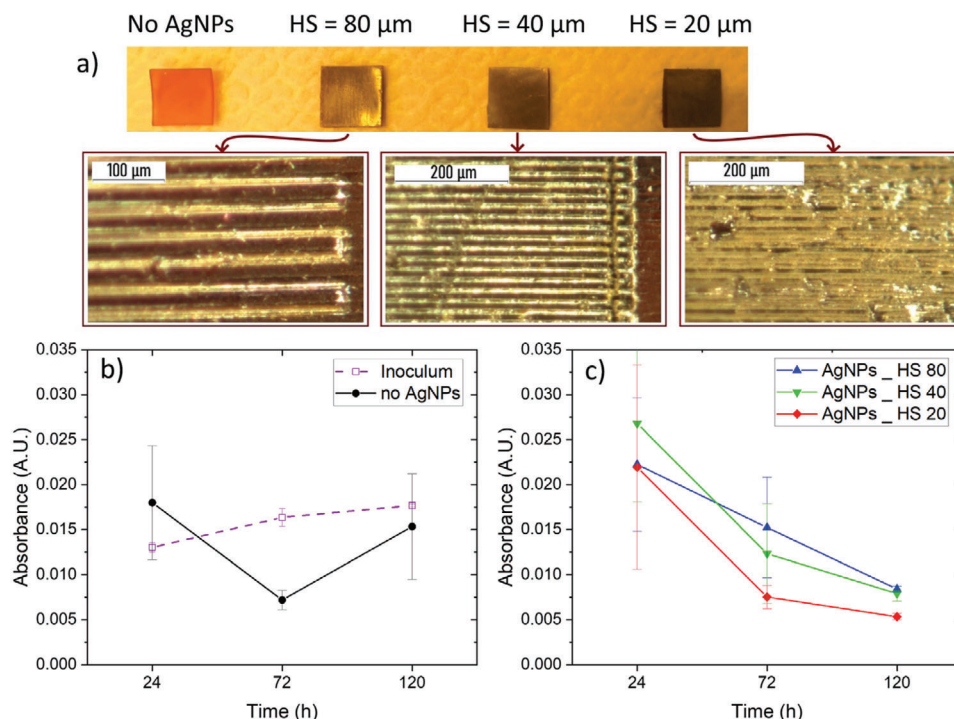 No AgNPs HS = 80 µm HS = 40 µm HS = 20 µm
a)
100 µm
200 µm
200 µm
b)
Inoculum
no AgNPs
0.035
0.030
0.025
0.020
0.015
0.010
0.005
0.000
Absorbance (A.U.)
24 72 120
Time (h)
c)
AgNPs _ HS 80
AgNPs _ HS 40
AgNPs _ HS 20
0.035
0.030
0.025
0.020
0.015
0.010
0.005
0.000
Absorbance (A.U.)
24 72 120
Time (h)